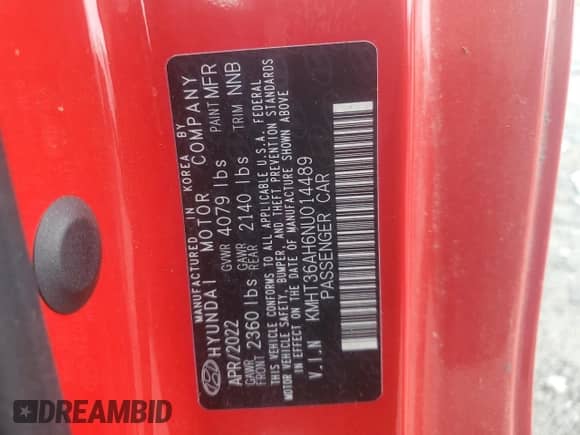 MANUFACTURED IN KOREA BY
HYUNDAI MOTOR COMPANY
APR/2022 GVWR 4079 lbs PAINT MFR
GAWR FRONT 2360 lbs GAWR REAR 2140 lbs TRIM NNB
THIS VEHICLE CONFORMS TO ALL APPLICABLE U.S.A. FEDERAL
MOTOR VEHICLE SAFETY, BUMPER, AND THEFT PREVENTION STANDARDS
IN EFFECT ON THE DATE OF MANUFACTURE SHOWN ABOVE
V.I.N KMHT36AH6NU014489
PASSENGER CAR
DREAMBID